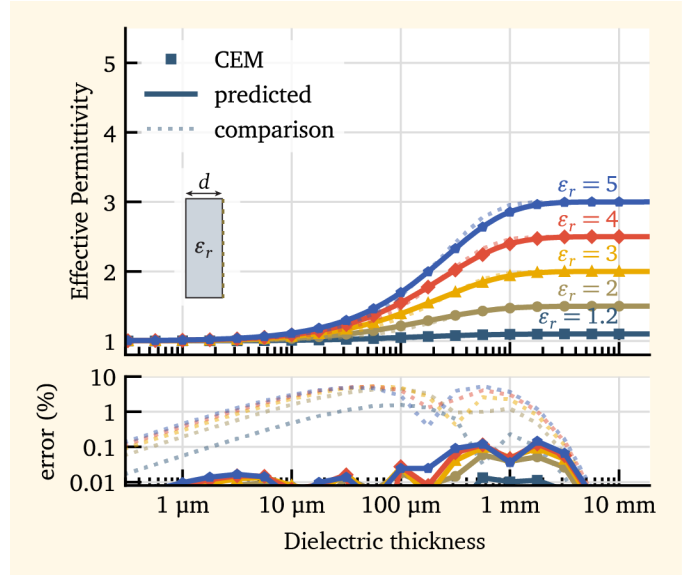 CEM
predicted
comparison
Effective Permittivity
5
4
3
2
1
d
εr
εr = 5
εr = 4
εr = 3
εr = 2
εr = 1.2
error (%)
10
1
0.1
0.01
1 µm
10 µm
100 µm
1 mm
10 mm
Dielectric thickness